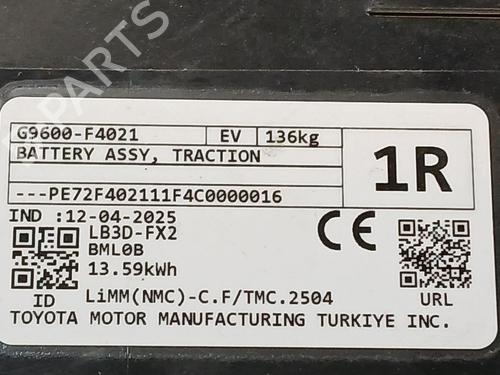 G9600-F4021 EV 136kg
BATTERY ASSY, TRACTION 1R
---PE72F402111F4C0000016
IND :12-04-2025
LB3D-FX2 CE
BML0B
13.59kWh
ID LiMM(NMC)-C.F/TMC.2504 URL
TOYOTA MOTOR MANUFACTURING TURKIYE INC.